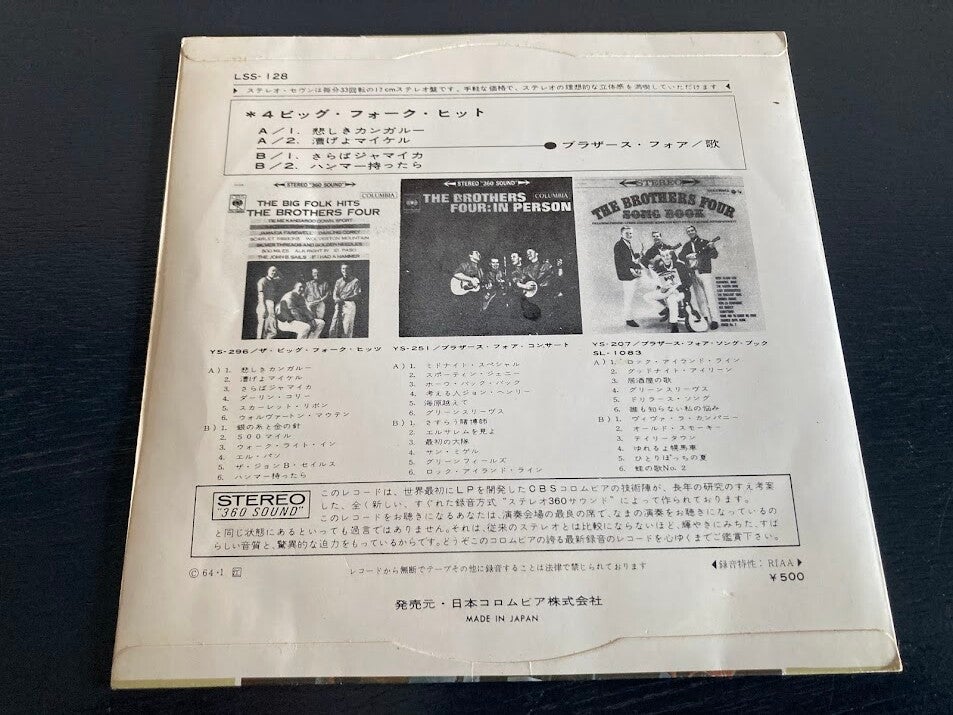 LSS-128
▶ ステレオ・セヴンは毎分33回転の17cmステレオ盤です。手軽な価格で、ステレオの理想的な立体感を満喫していただけます ◀
*4ビッグ・フォーク・ヒット
A/1. 悲しきカンガルー
A/2. 漕げよマイケル
B/1. さらばジャマイカ
B/2. ハンマー持ったら
●ブラザース・フォア/歌
STEREO "360 SOUND"
COLUMBIA
THE BIG FOLK HITS
THE BROTHERS FOUR
TIE ME KANGAROO DOWN, SPORT
JAMAICA FAREWELL DARLING COREY
SCARLET RIBBONS WOLVERTON MOUNTAIN
SILVER THREADS AND GOLDEN NEEDLES
500 MILES WALK RIGHT IN EL PASO
THE JOHN B. SAILS IF I HAD A HAMMER
STEREO "360 SOUND"
COLUMBIA
THE BROTHERS
FOUR: IN PERSON
STEREO
THE BROTHERS FOUR
SONG BOOK
YS-296/ザ・ビッグ・フォーク・ヒッツ
A) 1. 悲しきカンガルー
2. 漕げよマイケル
3. さらばジャマイカ
4. ダーリン・コリー
5. スカーレット・リボン
6. ウォルヴァートン・マウテン
B) 1. 銀の糸と金の針
2. 500マイル
3. ウォーク・ライト・イン
4. エル・パソ
5. ザ・ジョンB・セイルス
6. ハンマー持ったら
YS-251/ブラザース・フォア・コンサート
A) 1. ミドナイト・スペシャル
2. スポーティン・ジェニー
3. ホーウ・バック・バック
4. 考える人ジョン・ヘンリー
5. 海原越えて
6. グリーンスリーヴス
B) 1. さすらう賭博師
2. エルサレムを見よ
3. 最初の大隊
4. サン・ミゲル
5. グリーンフィールズ
6. ロック・アイランド・ライン
YS-207/ブラザース・フォア・ソング・ブック
SL-1083
A) 1. ロック・アイランド・ライン
2. グッドナイト・アイリーン
3. 居酒屋の歌
4. グリーンスリーヴス
5. ドリラース・ソング
6. 誰も知らない私の悩み
B) 1. ヴィヴァ・ラ・カンパニー
2. オールド・スモーキー
3. テイリータウン
4. ゆれるよ幌馬車
5. ひとりぼっちの夏
6. 蛙の歌No.2
STEREO
"360 SOUND"
このレコードは、世界最初にLPを開発したCBSコロムビアの技術陣が、長年の研究のすえ考案
した、全く新しい、すぐれた録音方式“ステレオ360サウンド”によって作られております。
このレコードをお聴きになるあなたは、演奏会場の最良の席で、なまの演奏をお聴きになっているの
と同じ状態にあるといっても過言ではありません。それは、従来のステレオとは比較にならないほど、輝やきにみちた、すば
らしい音質と、驚異的な迫力をもっているからです。どうぞこのコロムビアの誇る最新録音のレコードを心ゆくまでご鑑賞下さい。
© 64・1
レコードから無断でテープその他に録音することは法律で禁じられております
◀録音特性：RIAA▶
¥500
発売元・日本コロムビア株式会社
MADE IN JAPAN